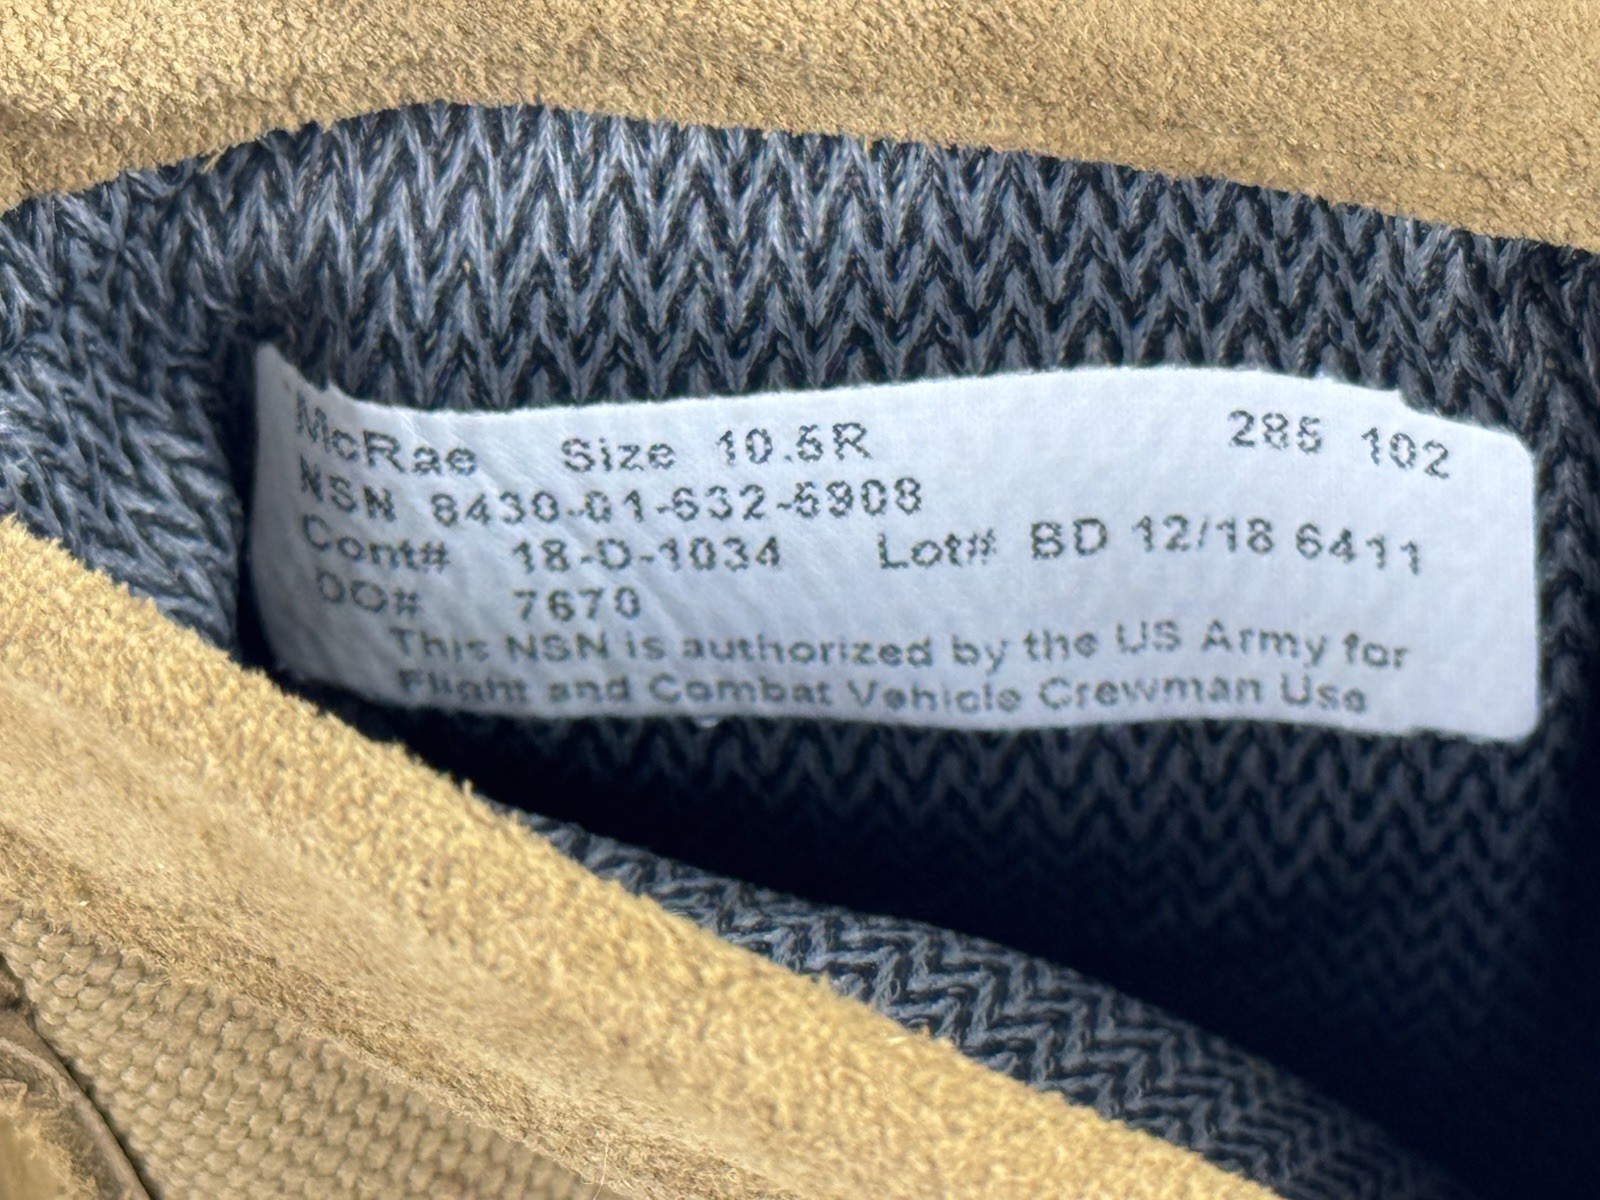 McRae Size 10.5R 285 102
NSN 8430-01-632-5908
Cont# 18-D-1034 Lot# BD 12/18 6411
DO# 7670
This NSN is authorized by the US Army for
Flight and Combat Vehicle Crewman Use